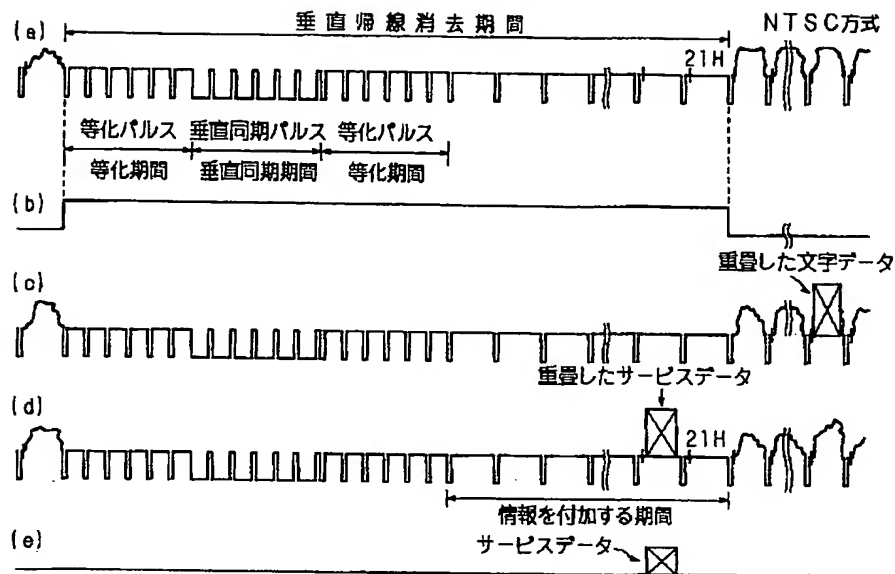 垂直帰線消去期間
NTSC方式
(a)
21H
等化パルス 垂直同期パルス 等化パルス
等化期間 垂直同期期間 等化期間
(b)
重畳した文字データ
(c)
重畳したサービスデータ
(d)
21H
情報を付加する期間
(e)
サービスデータ